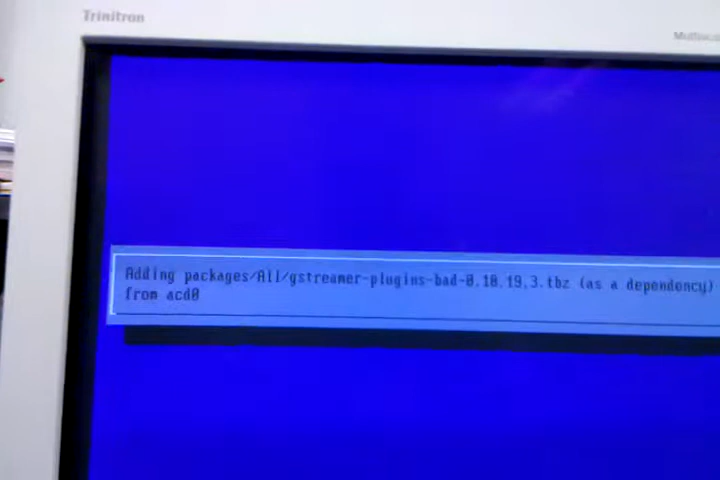 Trinitron
Adding packages/All/gstreamer-plugins-bad-0.10.19,3.tbz (as a dependency)
from acd0